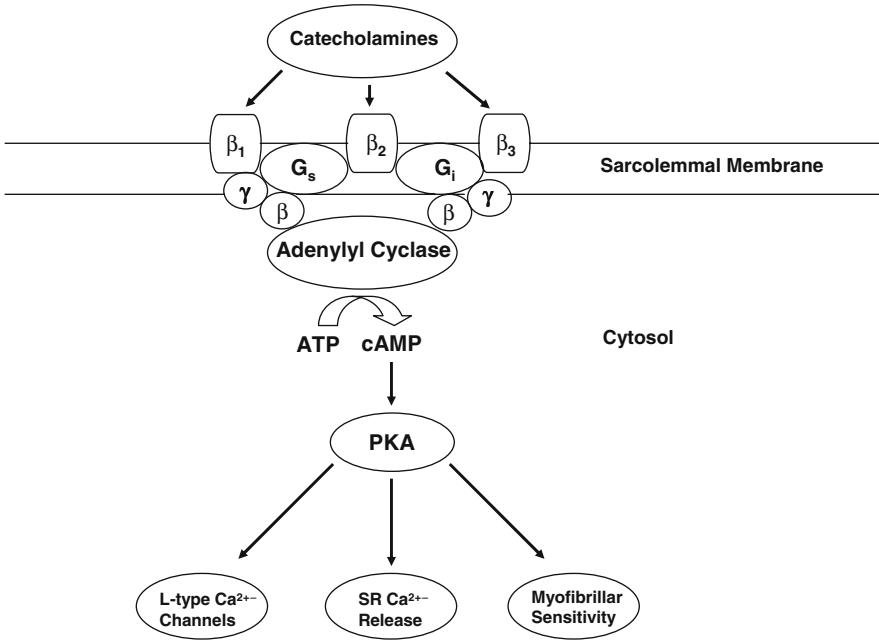 Catecholamines
β₁
β₂
β₃
Gₛ
Gᵢ
Sarcolemmal Membrane
γ
γ
β
β
Adenylyl Cyclase
ATP cAMP
Cytosol
PKA
L-type Ca²⁺⁻
Channels
SR Ca²⁺⁻
Release
Myofibrillar
Sensitivity